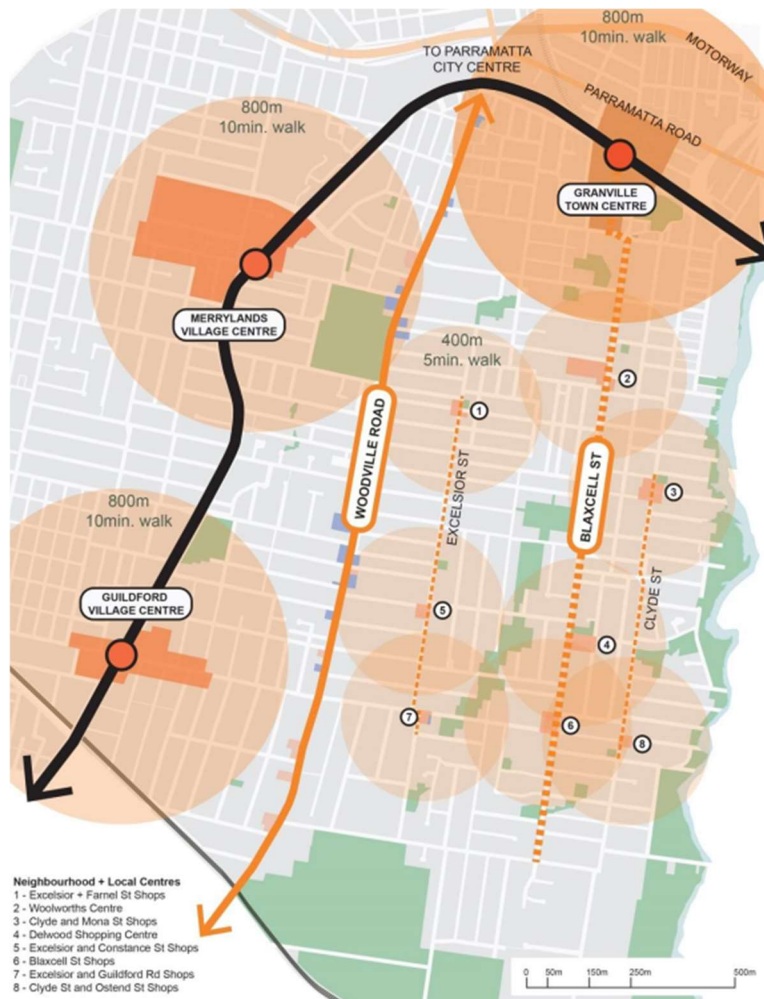 800m
10min. walk
MOTORWAY
TO PARRAMATTA
CITY CENTRE
PARRAMATTA ROAD
800m
10min. walk
GRANVILLE
TOWN CENTRE
MERRYLANDS
VILLAGE CENTRE
400m
5min. walk
2
1
WOODVILLE ROAD
EXCELSIOR ST
BLAXCELL ST
3
800m
10min. walk
CLYDE ST
GUILDFORD
VILLAGE CENTRE
5
4
7
6
8
Neighbourhood + Local Centres
1 - Excelsior + Farnel St Shops
2 - Woolworths Centre
3 - Clyde and Mona St Shops
4 - Delwood Shopping Centre
5 - Excelsior and Constance St Shops
6 - Blaxcell St Shops
7 - Excelsior and Guildford Rd Shops
8 - Clyde St and Ostend St Shops
0 50m 150m 250m 500m